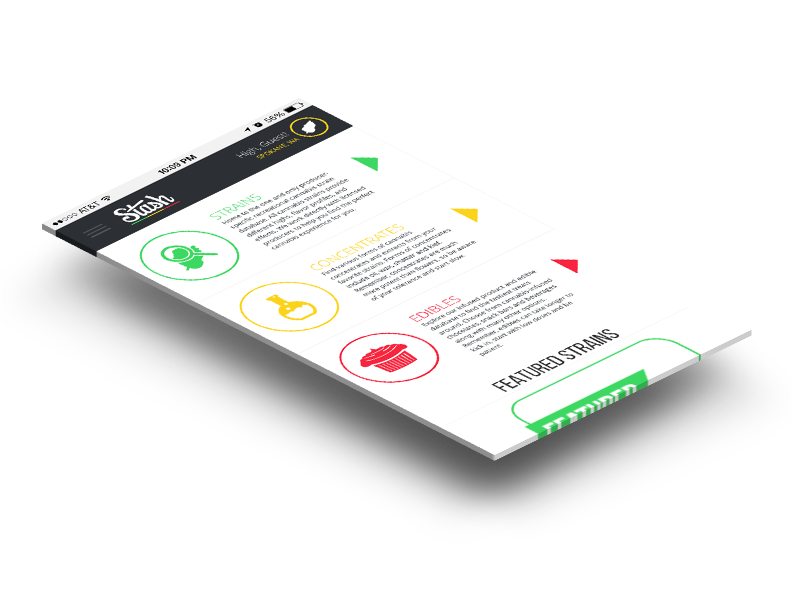 ●●○○○ AT&T 10:09 PM 56%
Stash
High, Guest
SPOKANE, WA
STRAINS
Home to the one and only producer
specific recreational cannabis strain
database. All cannabis strains provide
different highs, flavor profiles, and
effects. We work directly with licensed
producers to help you find the perfect
cannabis experience for you.
CONCENTRATES
Find various forms of cannabis
concentrates and extracts from your
favorite strains. Forms of concentrates
include oil, wax, shatter and kief.
Remember, concentrates are much
more potent than flowers, so be aware
of your tolerance and start slow.
EDIBLES
Explore our infused product and edible
database to find the tastiest treats
around. Choose from cannabis-infused
chocolates, snack bars and beverages
along with many other options.
Remember, edibles can take longer to
kick in, start with low doses and be
patient.
FEATURED STRAINS
FEATURED